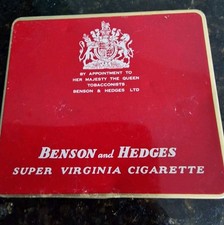 BY APPOINTMENT TO
HER MAJESTY THE QUEEN
TOBACCONISTS
BENSON & HEDGES LTD
BENSON and HEDGES
SUPER VIRGINIA CIGARETTE